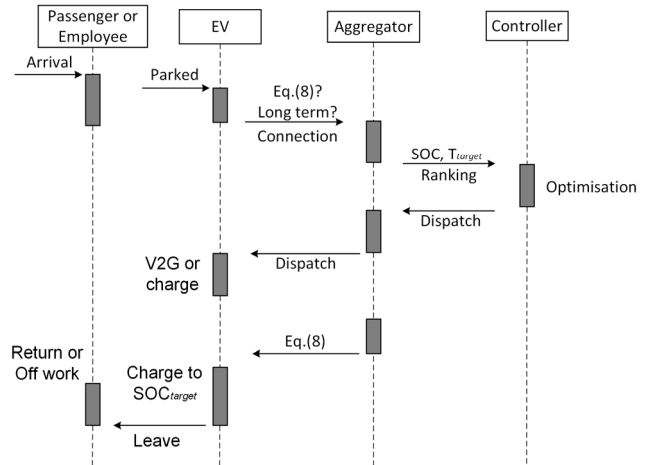 Passenger or
Employee
EV
Aggregator
Controller
Arrival
Parked
Eq.(8)?
Long term?
Connection
SOC, Ttarget
Ranking
Optimisation
Dispatch
V2G or
charge
Dispatch
Eq.(8)
Return or
Off work
Charge to
SOCtarget
Leave